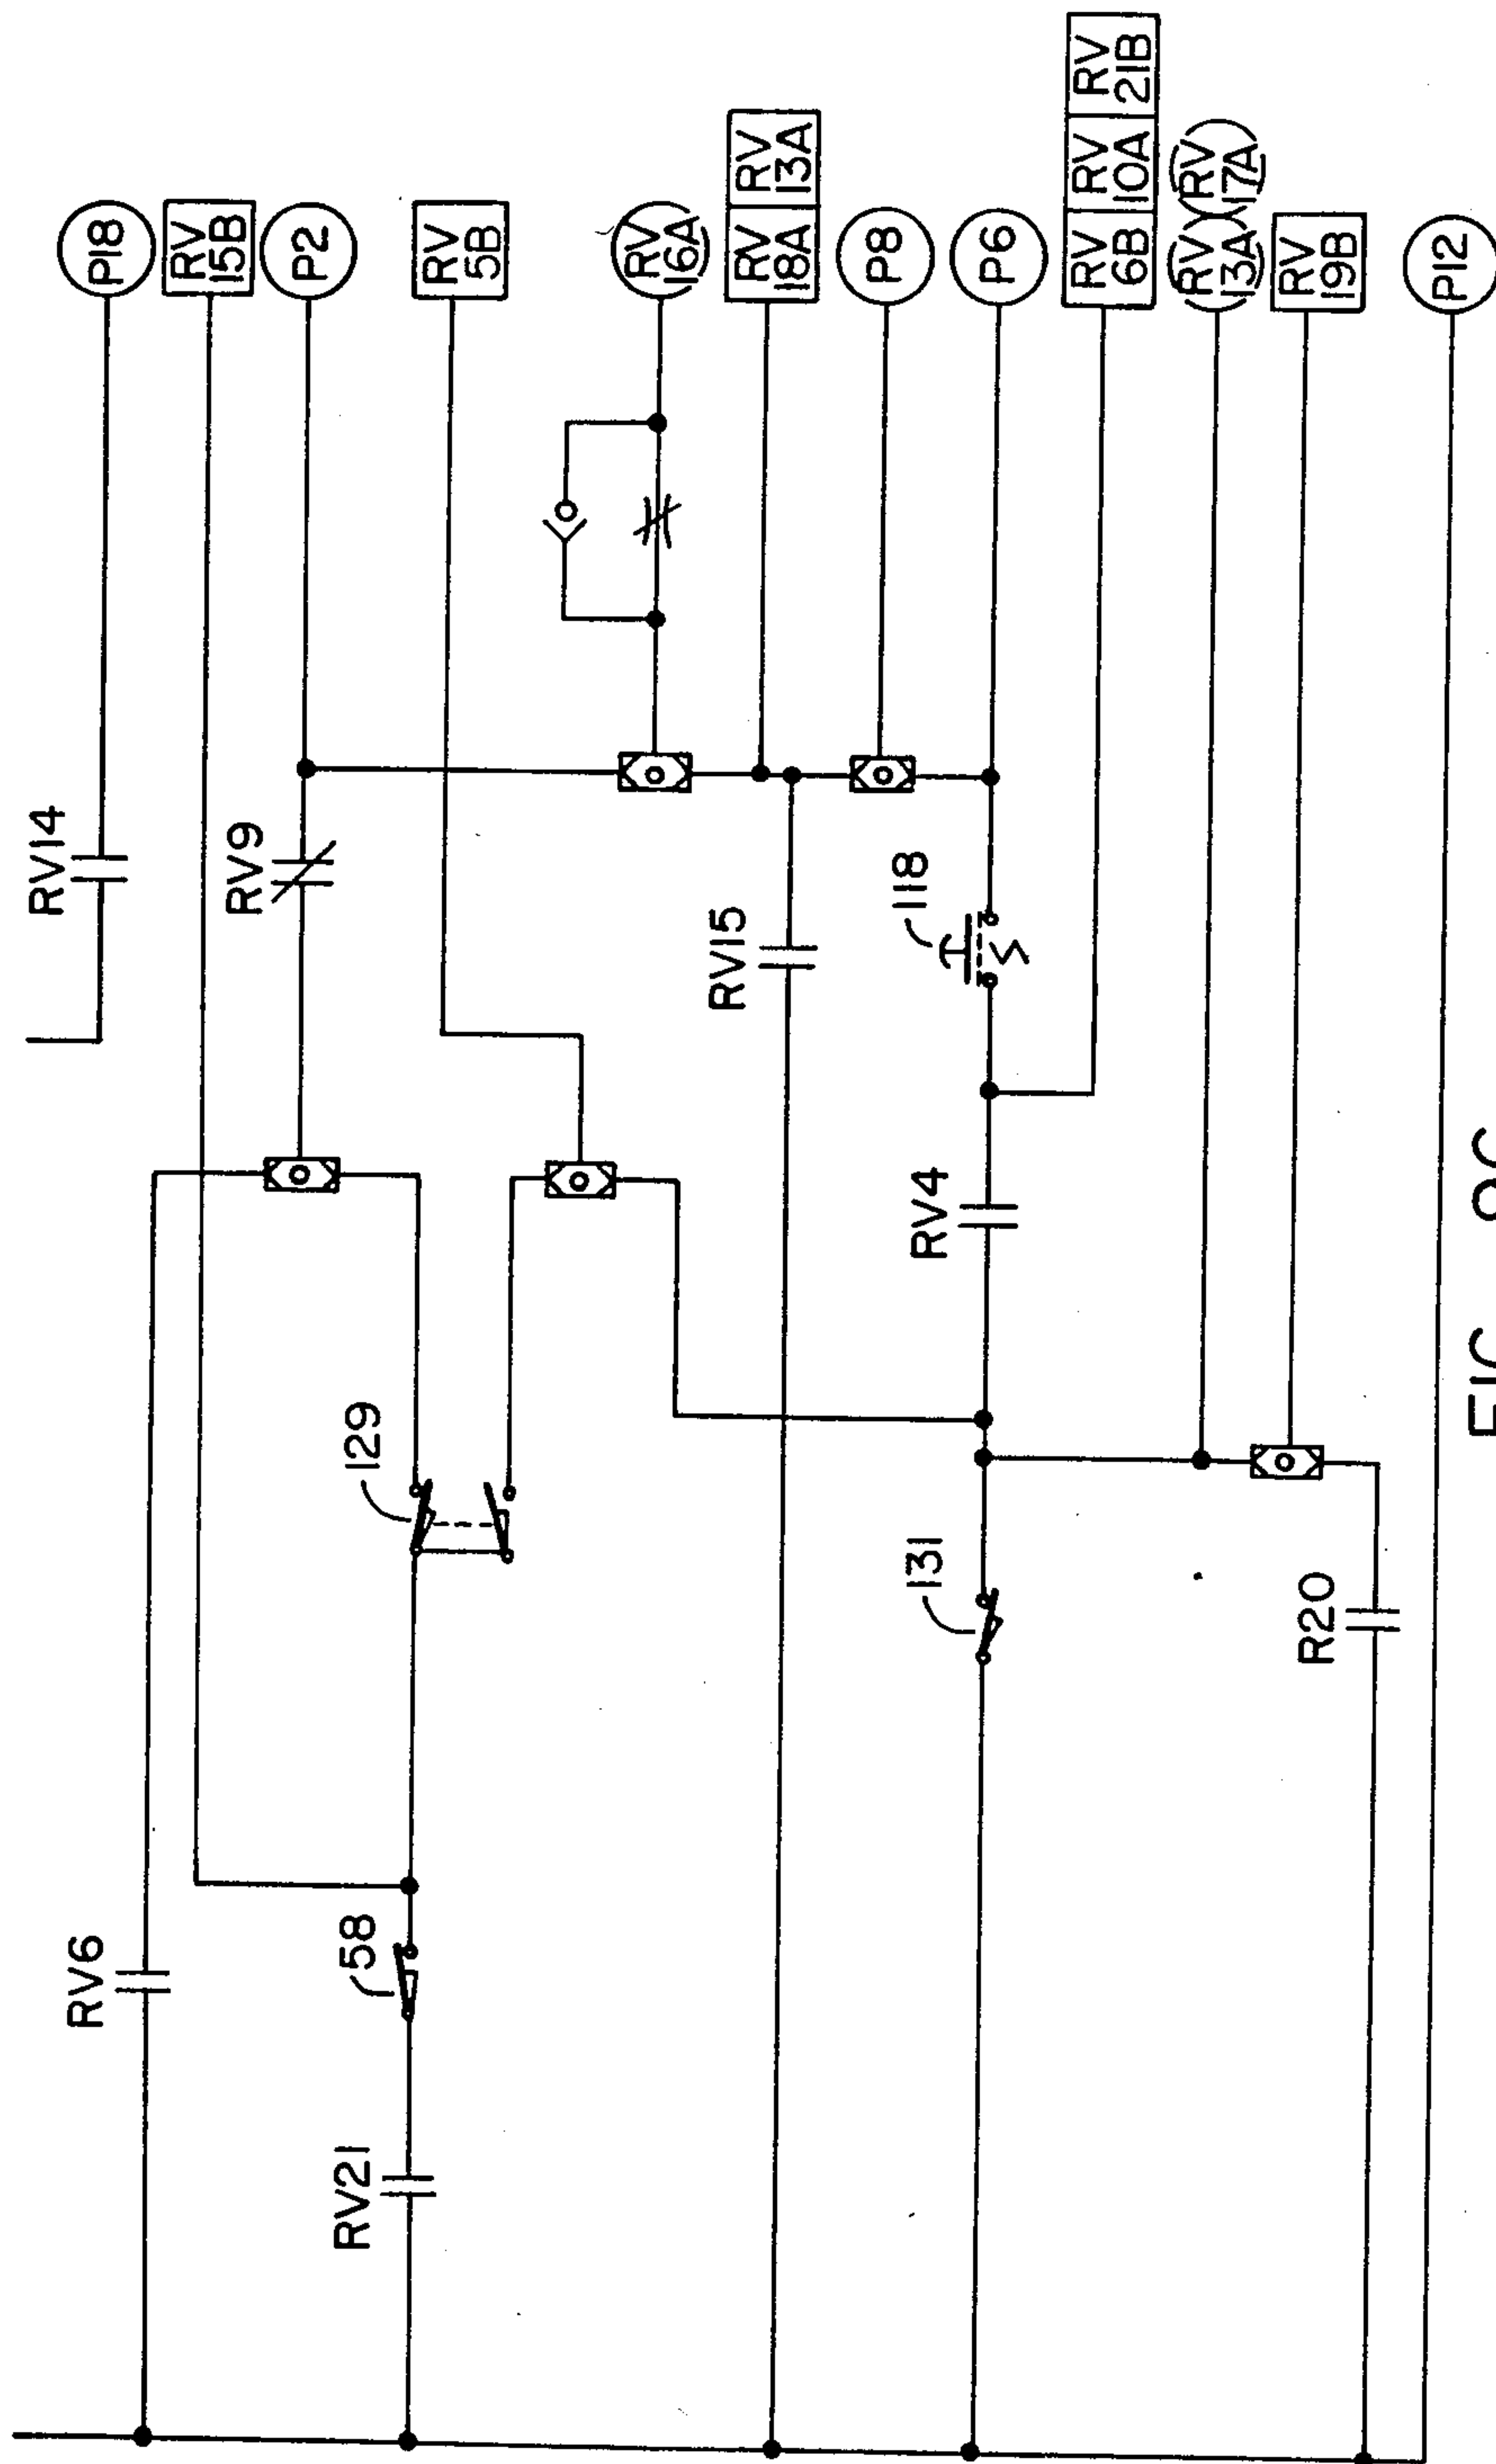 P18
RV14
RV
15B
P2
RV9
RV
5B
RV
16A
RV
18A
RV
13A
RV15
P8
P6
118
RV
6B
RV
10A
RV
21B
RV
13A
RV
17A
RV
19B
P12
RV4
129
131
R20
RV6
58
RV21